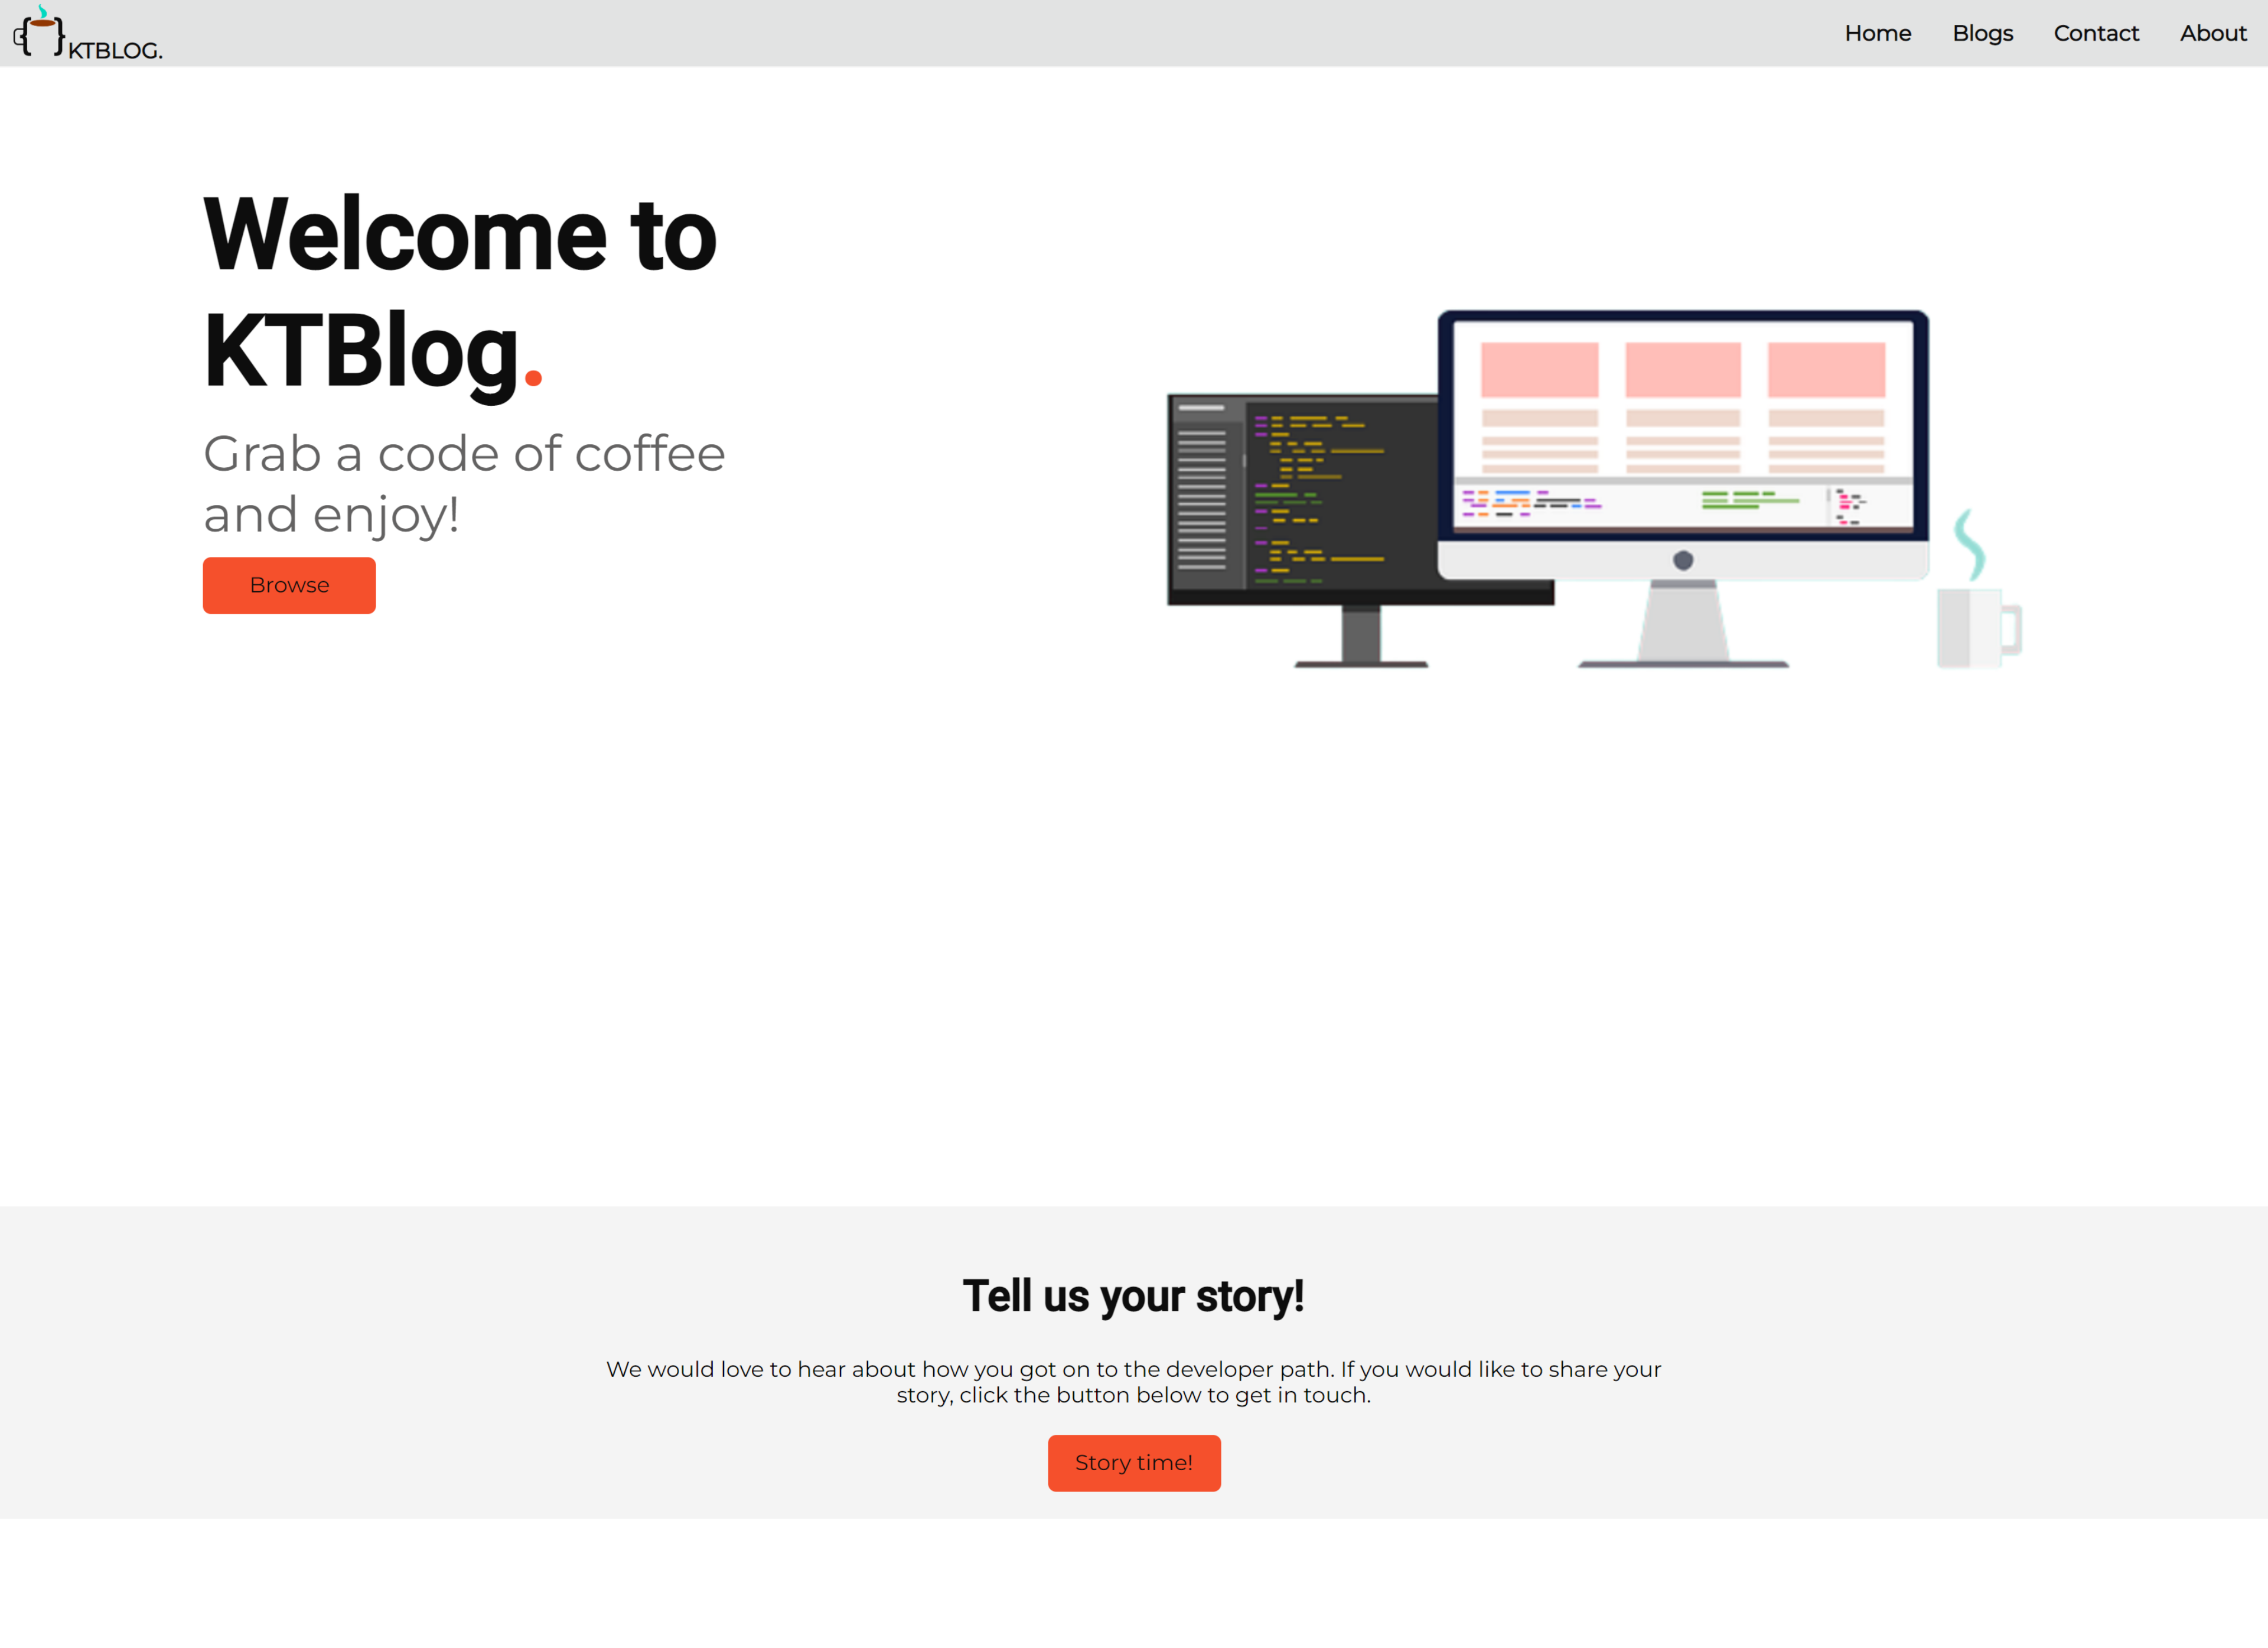 KTBLOG.
Home Blogs Contact About
Welcome to
KTBlog.
Grab a code of coffee
and enjoy!
Browse
Tell us your story!
We would love to hear about how you got on to the developer path. If you would like to share your
story, click the button below to get in touch.
Story time!